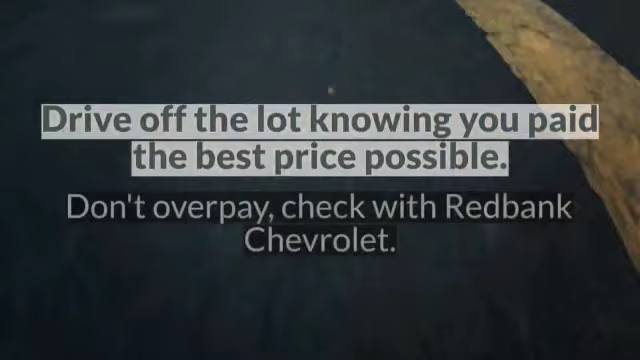 Drive off the lot knowing you paid
the best price possible.
Don't overpay, check with Redbank
Chevrolet.